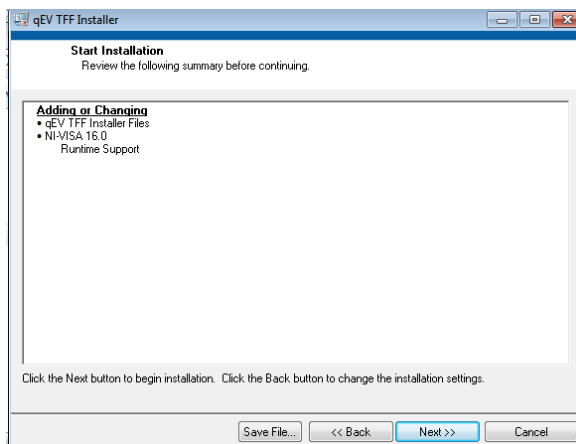 qEV TFF Installer
Start Installation
Review the following summary before continuing.
Adding or Changing
• qEV TFF Installer Files
• NI-VISA 16.0
Runtime Support
Click the Next button to begin installation. Click the Back button to change the installation settings.
Save File... << Back Next >> Cancel